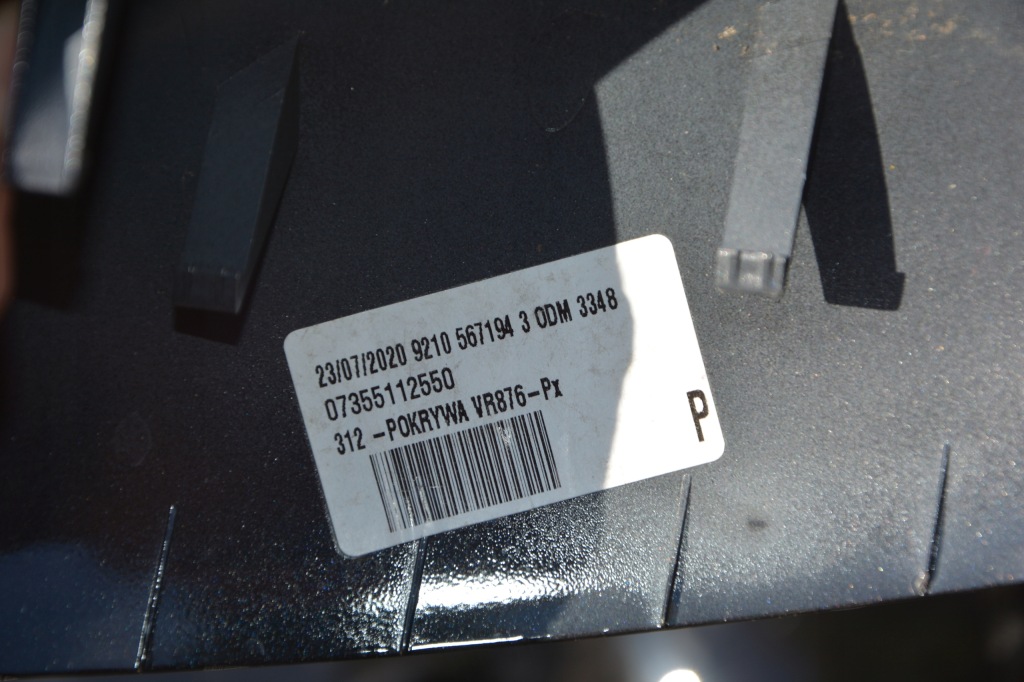 23/07/2020 9210 567194 3 ODM 3348
07355112550
312 -POKRYWA VR876-Px
P